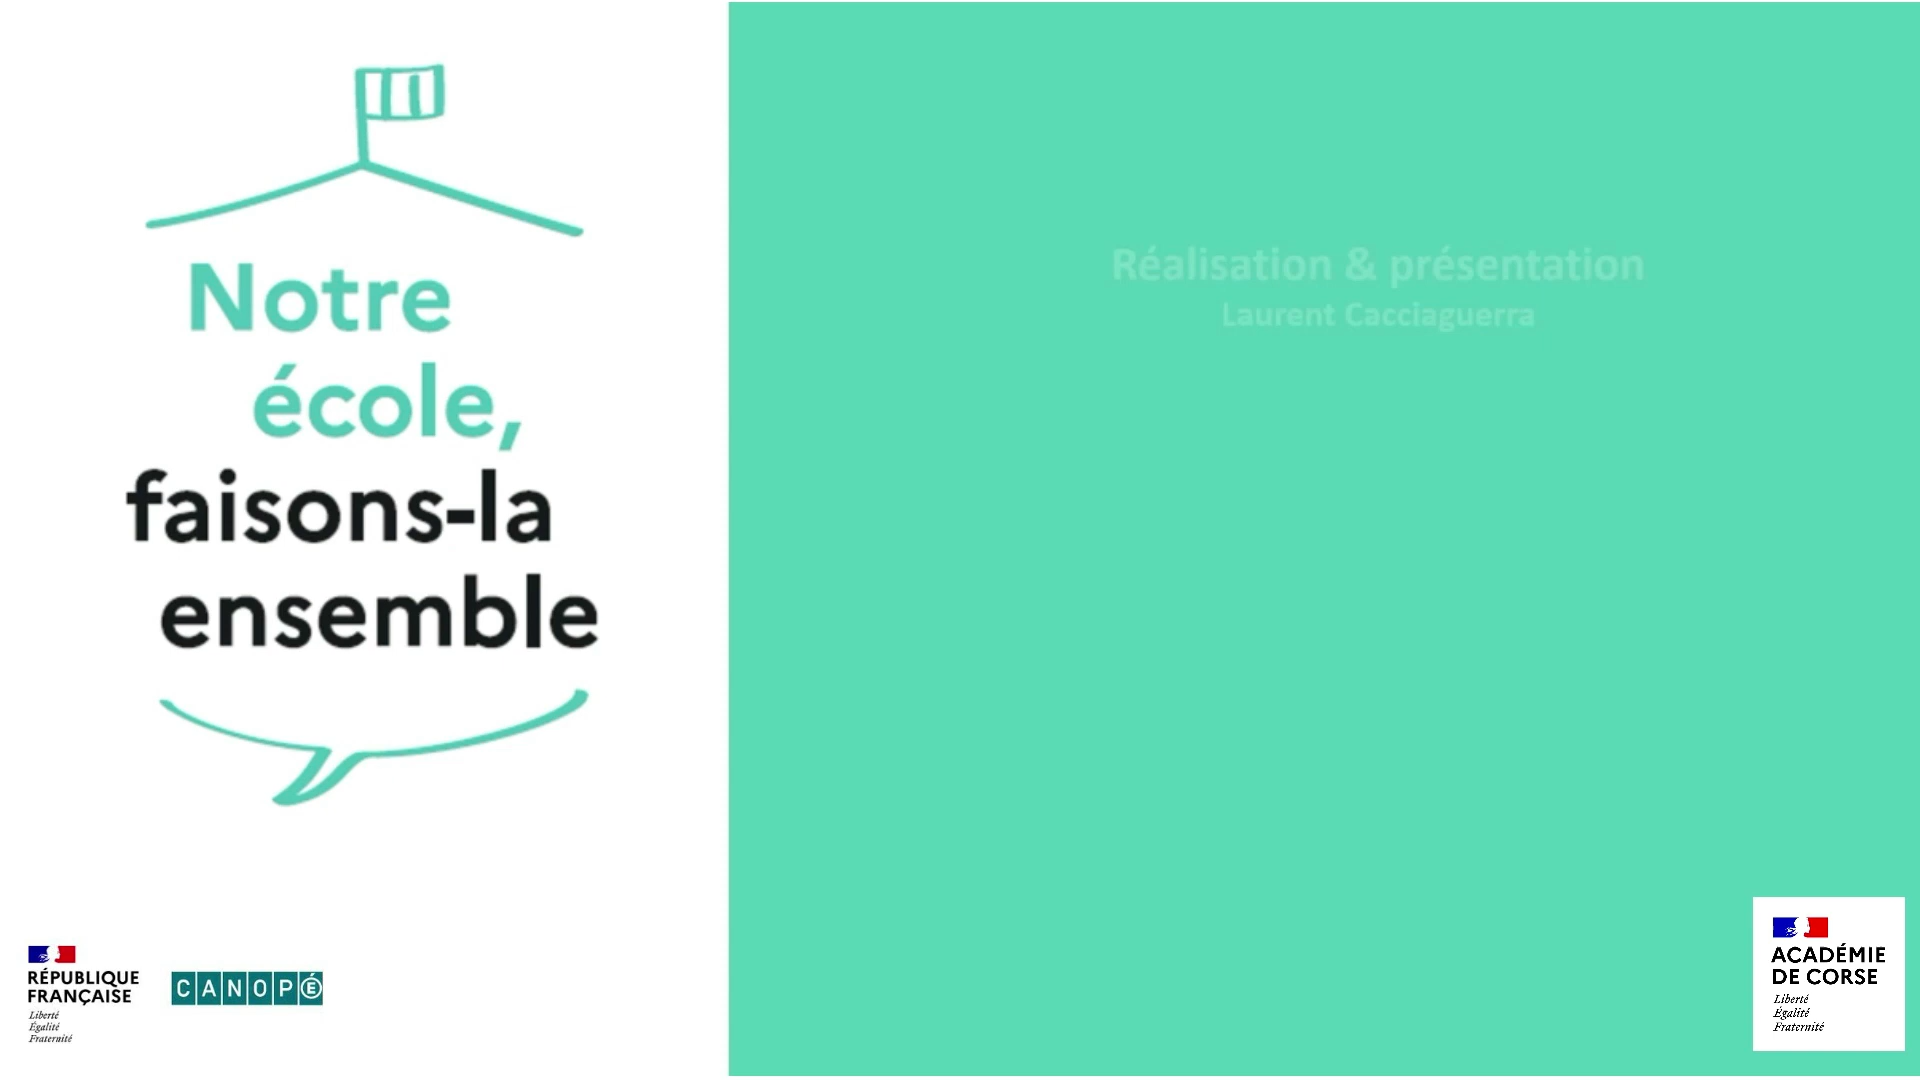 Notre
école,
faisons-la
ensemble
RÉPUBLIQUE
FRANÇAISE
Liberté
Égalité
Fraternité
CANOPÉ
Réalisation & présentation
Laurent Cacciaguerra
ACADÉMIE
DE CORSE
Liberté
Égalité
Fraternité